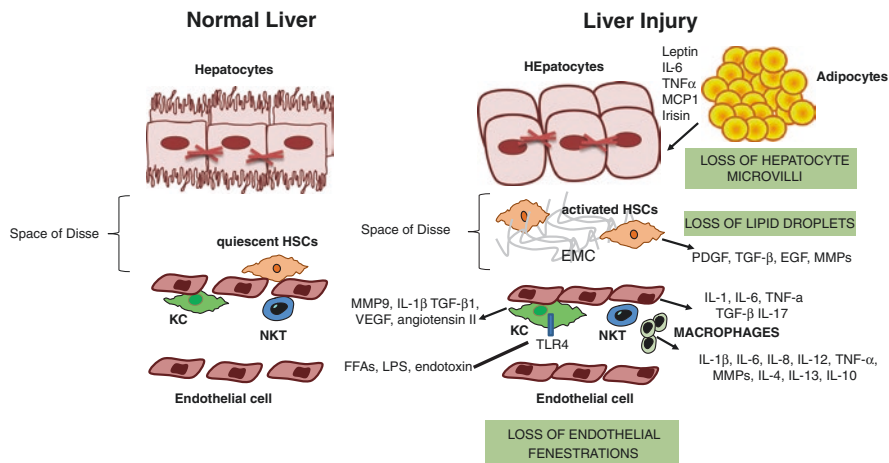 Normal Liver
Hepatocytes
Space of Disse
quiescent HSCs
KC
NKT
Endothelial cell
Liver Injury
HEpatocytes
Leptin
IL-6
TNFα
MCP1
Irisin
Adipocytes
LOSS OF HEPATOCYTE
MICROVILLI
Space of Disse
activated HSCs
EMC
LOSS OF LIPID DROPLETS
PDGF, TGF-β, EGF, MMPs
MMP9, IL-1β TGF-β1,
VEGF, angiotensin II
KC
TLR4
NKT
IL-1, IL-6, TNF-a
TGF-β IL-17
MACROPHAGES
IL-1β, IL-6, IL-8, IL-12, TNF-α,
MMPs, IL-4, IL-13, IL-10
FFAs, LPS, endotoxin
Endothelial cell
LOSS OF ENDOTHELIAL
FENESTRATIONS